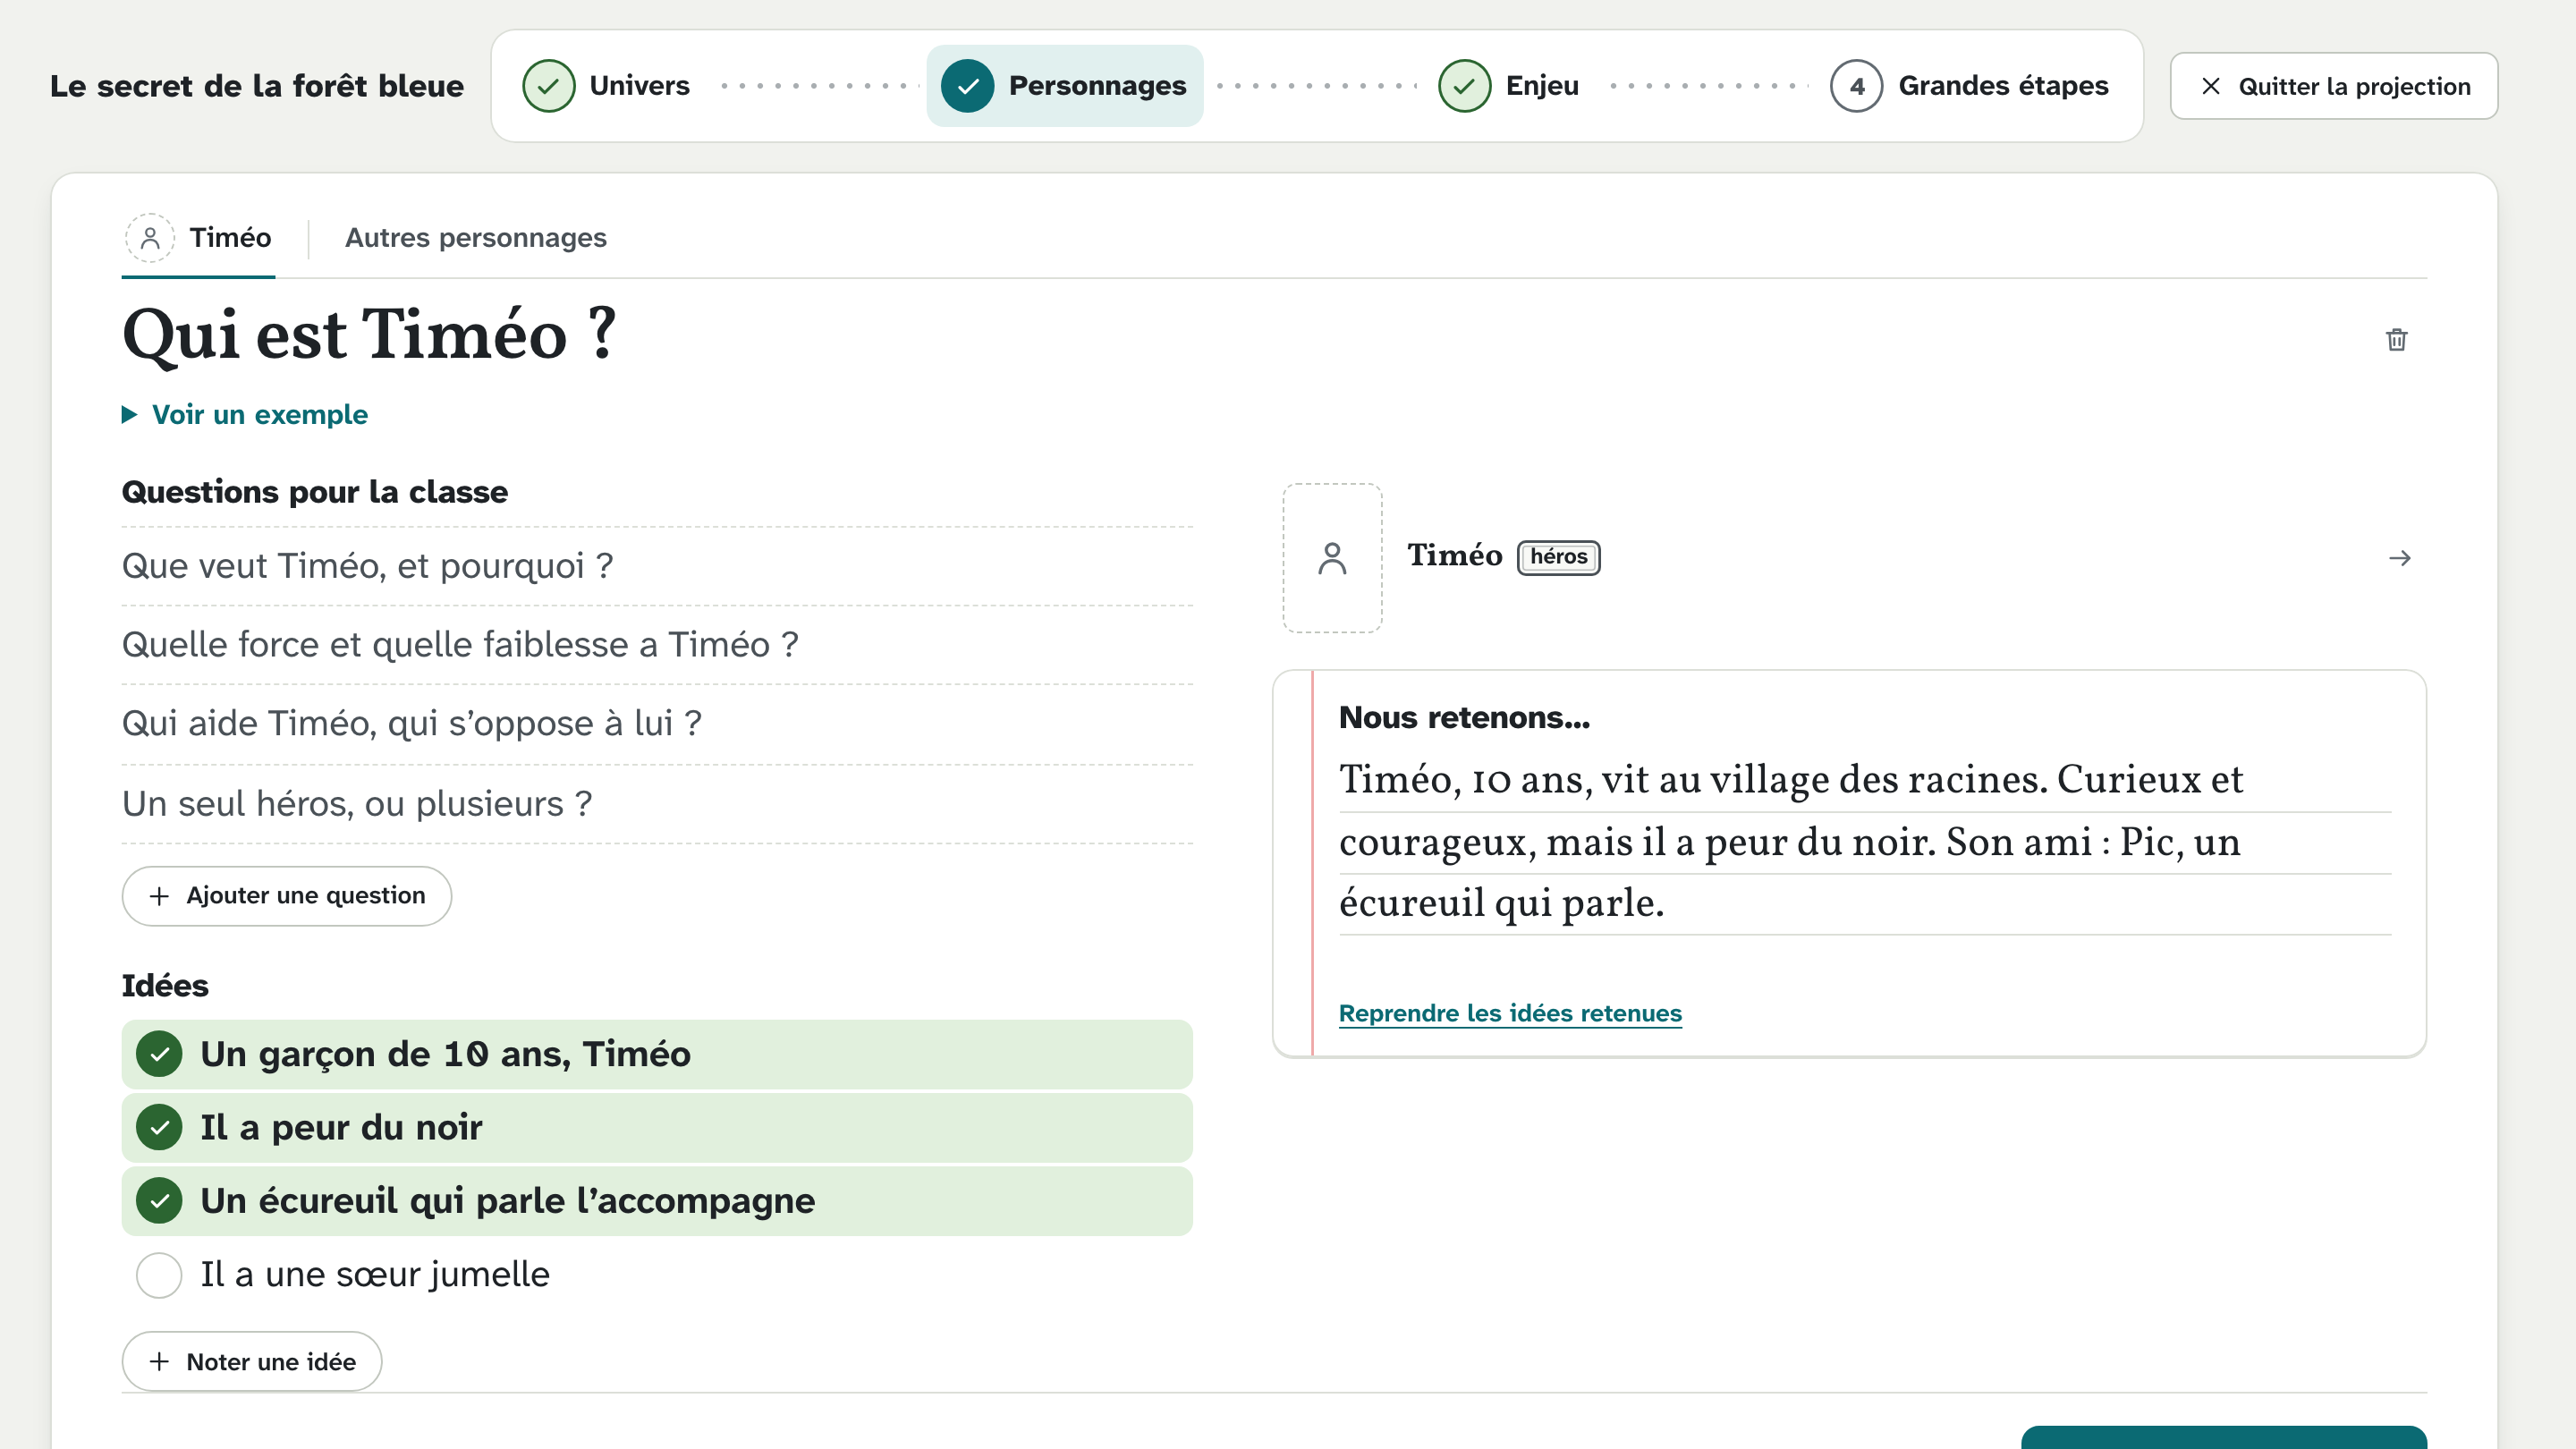 Le secret de la forêt bleue
Univers
Personnages
Enjeu
4 Grandes étapes
Quitter la projection
Timéo
Autres personnages
Qui est Timéo ?
Voir un exemple
Questions pour la classe
Que veut Timéo, et pourquoi ?
Quelle force et quelle faiblesse a Timéo ?
Qui aide Timéo, qui s’oppose à lui ?
Un seul héros, ou plusieurs ?
Ajouter une question
Idées
Un garçon de 10 ans, Timéo
Il a peur du noir
Un écureuil qui parle l’accompagne
Il a une sœur jumelle
Noter une idée
Timéo héros
Nous retenons...
Timéo, 10 ans, vit au village des racines. Curieux et
courageux, mais il a peur du noir. Son ami : Pic, un
écureuil qui parle.
Reprendre les idées retenues